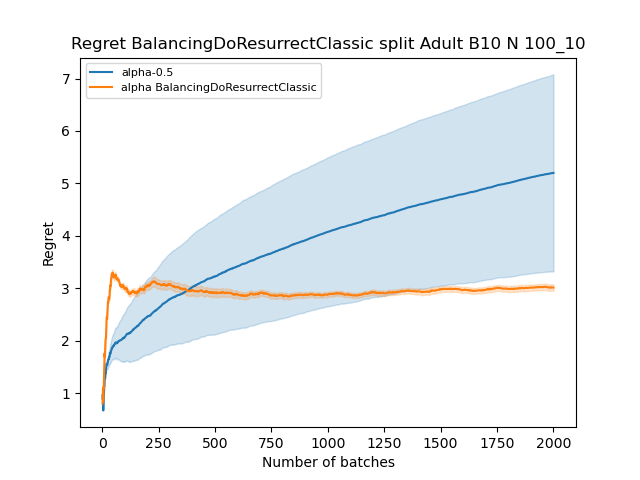 Regret BalancingDoResurrectClassic split Adult B10 N 100_10
alpha-0.5
alpha BalancingDoResurrectClassic
7
6
5
4
3
2
1
Regret
0 250 500 750 1000 1250 1500 1750 2000
Number of batches